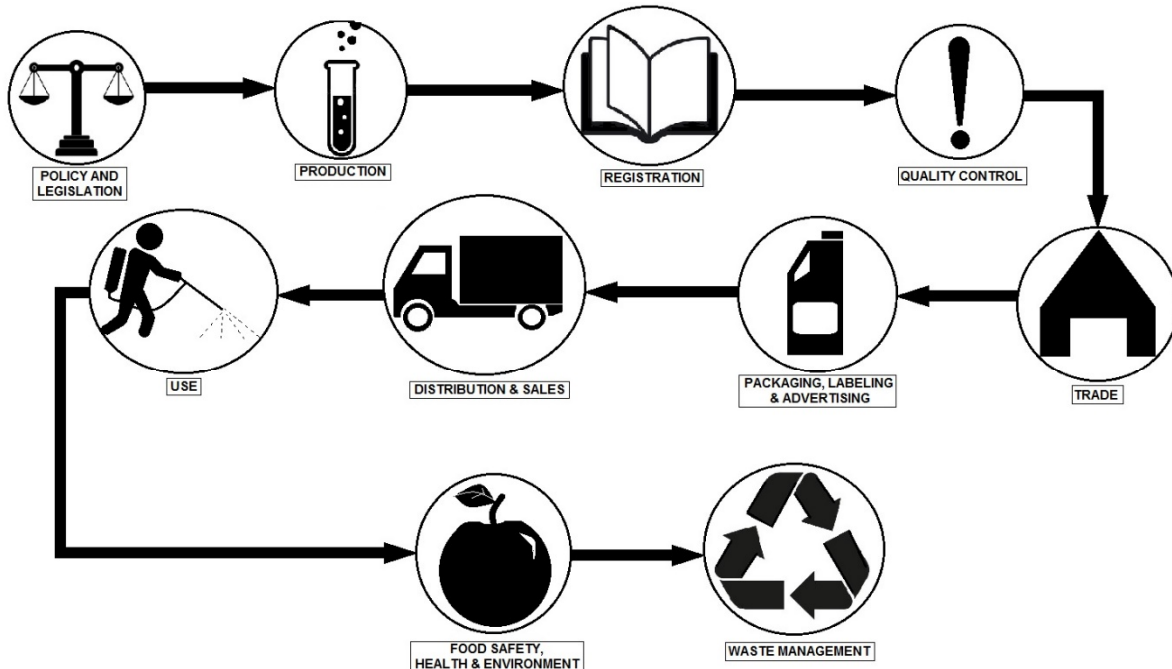 POLICY AND
LEGISLATION
PRODUCTION
REGISTRATION
QUALITY CONTROL
TRADE
PACKAGING, LABELING
& ADVERTISING
DISTRIBUTION & SALES
USE
FOOD SAFETY,
HEALTH & ENVIRONMENT
WASTE MANAGEMENT